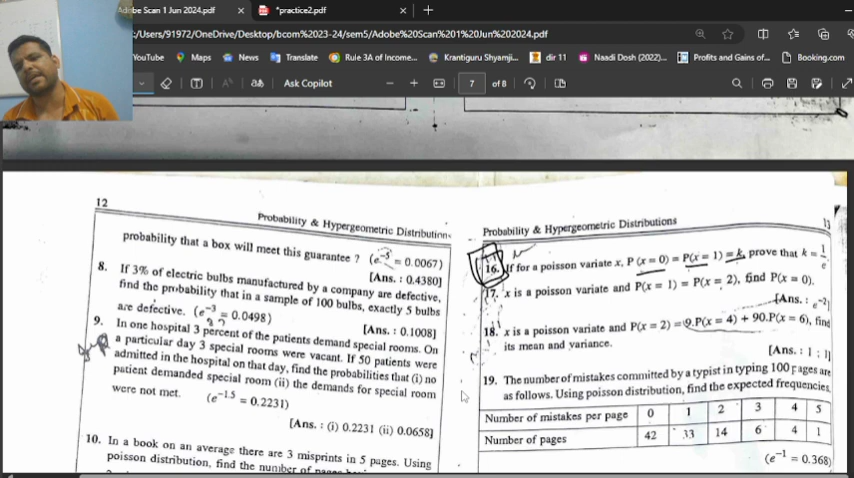 Adobe Scan 1 Jun 2024.pdf
*practice2.pdf
:/Users/91972/OneDrive/Desktop/bcom%202023-24/sem5/Adobe%20Scan%201%20Jun%202024.pdf
YouTube Maps News Translate Rule 3A of Income... Krantiguru Shyamji... dir 11 Naadi Dosh (2022)... Profits and Gains of... Booking.com
Ask Copilot
7 of 8
12
Probability & Hypergeometric Distributions
probability that a box will meet this guarantee ? (e⁻⁵ = 0.0067)
[Ans. : 0.4380]
8. If 3% of electric bulbs manufactured by a company are defective,
find the probability that in a sample of 100 bulbs, exactly 5 bulbs
are defective. (e⁻³ = 0.0498)
[Ans. : 0.1008]
9. In one hospital 3 percent of the patients demand special rooms. On
a particular day 3 special rooms were vacant. If 50 patients were
admitted in the hospital on that day, find the probabilities that (i) no
patient demanded special room (ii) the demands for special room
were not met. (e⁻¹·⁵ = 0.2231)
[Ans. : (i) 0.2231 (ii) 0.0658]
10. In a book on an average there are 3 misprints in 5 pages. Using
poisson distribution, find the number of pages
Probability & Hypergeometric Distributions
16. If for a poisson variate x, P (x = 0) = P(x = 1) = k, prove that k = 1/e
17. x is a poisson variate and P(x = 1) = P(x = 2), find P(x = 0).
[Ans. : e⁻²]
18. x is a poisson variate and P(x = 2) = 9.P(x = 4) + 90.P(x = 6), find
its mean and variance.
[Ans. : 1 : 1]
19. The number of mistakes committed by a typist in typing 100 pages are
as follows. Using poisson distribution, find the expected frequencies
Number of mistakes per page 0 1 2 3 4 5
Number of pages 42 33 14 6 4 1
(e⁻¹ = 0.368)